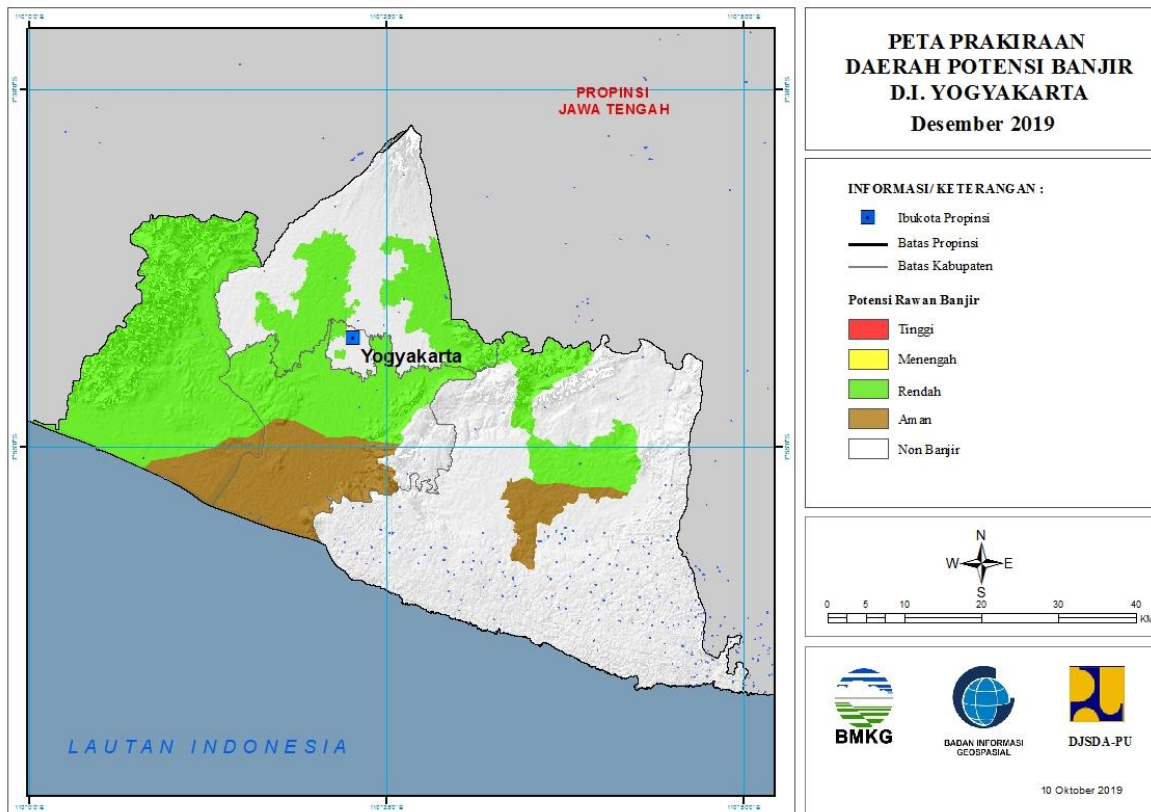 PETA PRAKIRAAN
DAERAH POTENSI BANJIR
D.I. YOGYAKARTA
Desember 2019
PROPINSI
JAWA TENGAH
Yogyakarta
LAUTAN INDONESIA
INFORMASI/ KETERANGAN :
Ibukota Propinsi
Batas Propinsi
Batas Kabupaten
Potensi Rawan Banjir
Tinggi
Menengah
Rendah
Aman
Non Banjir
N
W E
S
0 5 10 20 30 40
KM
BMKG
BADAN INFORMASI
GEOSPASIAL
DJSDA-PU
10 Oktober 2019